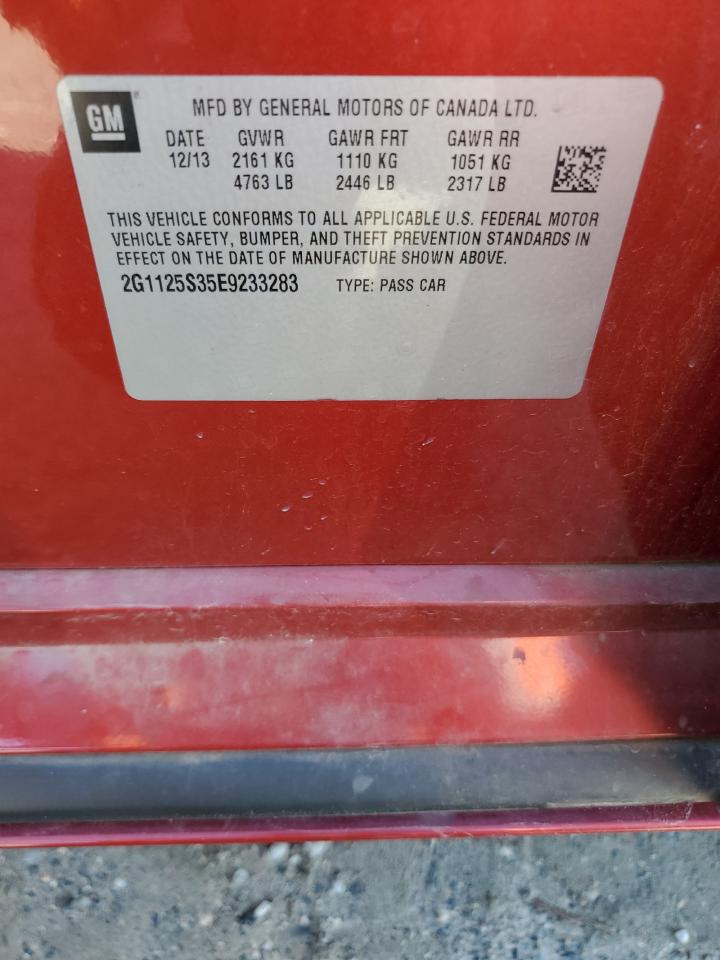 GM
MFD BY GENERAL MOTORS OF CANADA LTD.
DATE GVWR GAWR FRT GAWR RR
12/13 2161 KG 1110 KG 1051 KG
4763 LB 2446 LB 2317 LB
THIS VEHICLE CONFORMS TO ALL APPLICABLE U.S. FEDERAL MOTOR
VEHICLE SAFETY, BUMPER, AND THEFT PREVENTION STANDARDS IN
EFFECT ON THE DATE OF MANUFACTURE SHOWN ABOVE.
2G1125S35E9233283 TYPE: PASS CAR